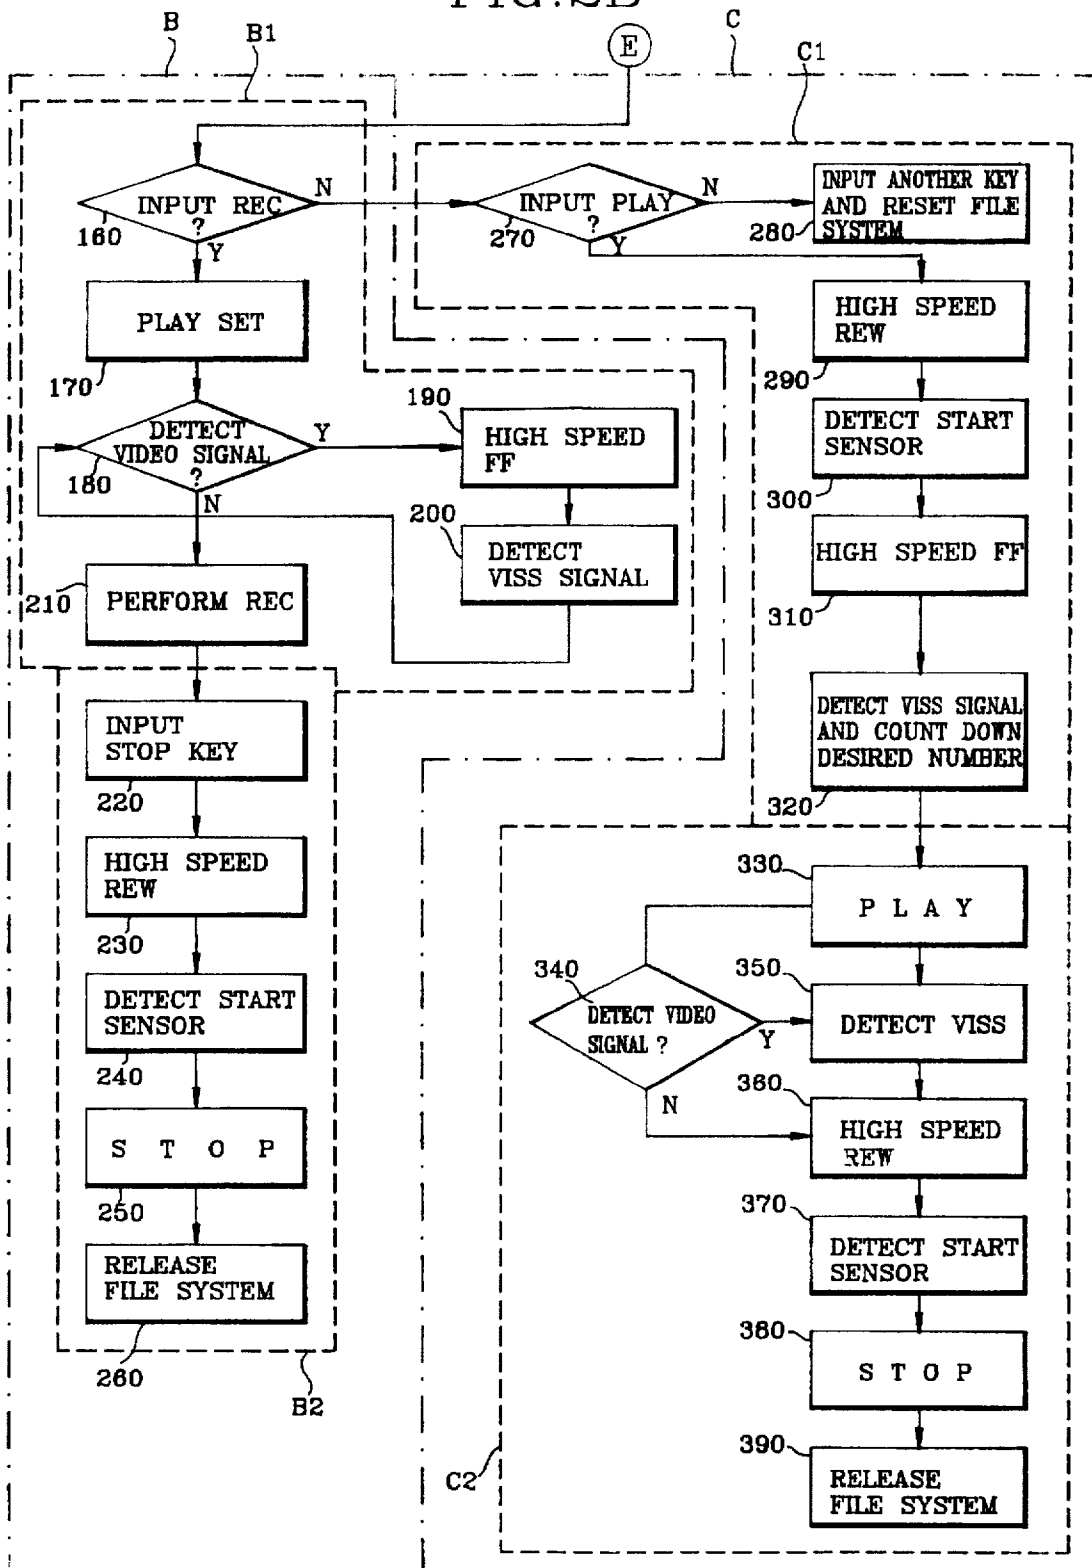 FIG. 2B
B
B1
E
C
C1
INPUT REC
?
160
N
Y
INPUT PLAY
?
270
N
Y
INPUT ANOTHER KEY
AND RESET FILE
SYSTEM
280
PLAY SET
170
HIGH SPEED
REW
290
DETECT
VIDEO SIGNAL
?
180
Y
N
190
HIGH SPEED
FF
200
DETECT
VISS SIGNAL
DETECT START
SENSOR
300
HIGH SPEED FF
310
PERFORM REC
210
DETECT VISS SIGNAL
AND COUNT DOWN
DESIRED NUMBER
320
INPUT
STOP KEY
220
HIGH SPEED
REW
230
DETECT START
SENSOR
240
S T O P
250
RELEASE
FILE SYSTEM
260
B2
330
P L A Y
340
DETECT VIDEO
SIGNAL ?
Y
N
350
DETECT VISS
360
HIGH SPEED
REW
370
DETECT START
SENSOR
380
S T O P
390
RELEASE
FILE SYSTEM
C2